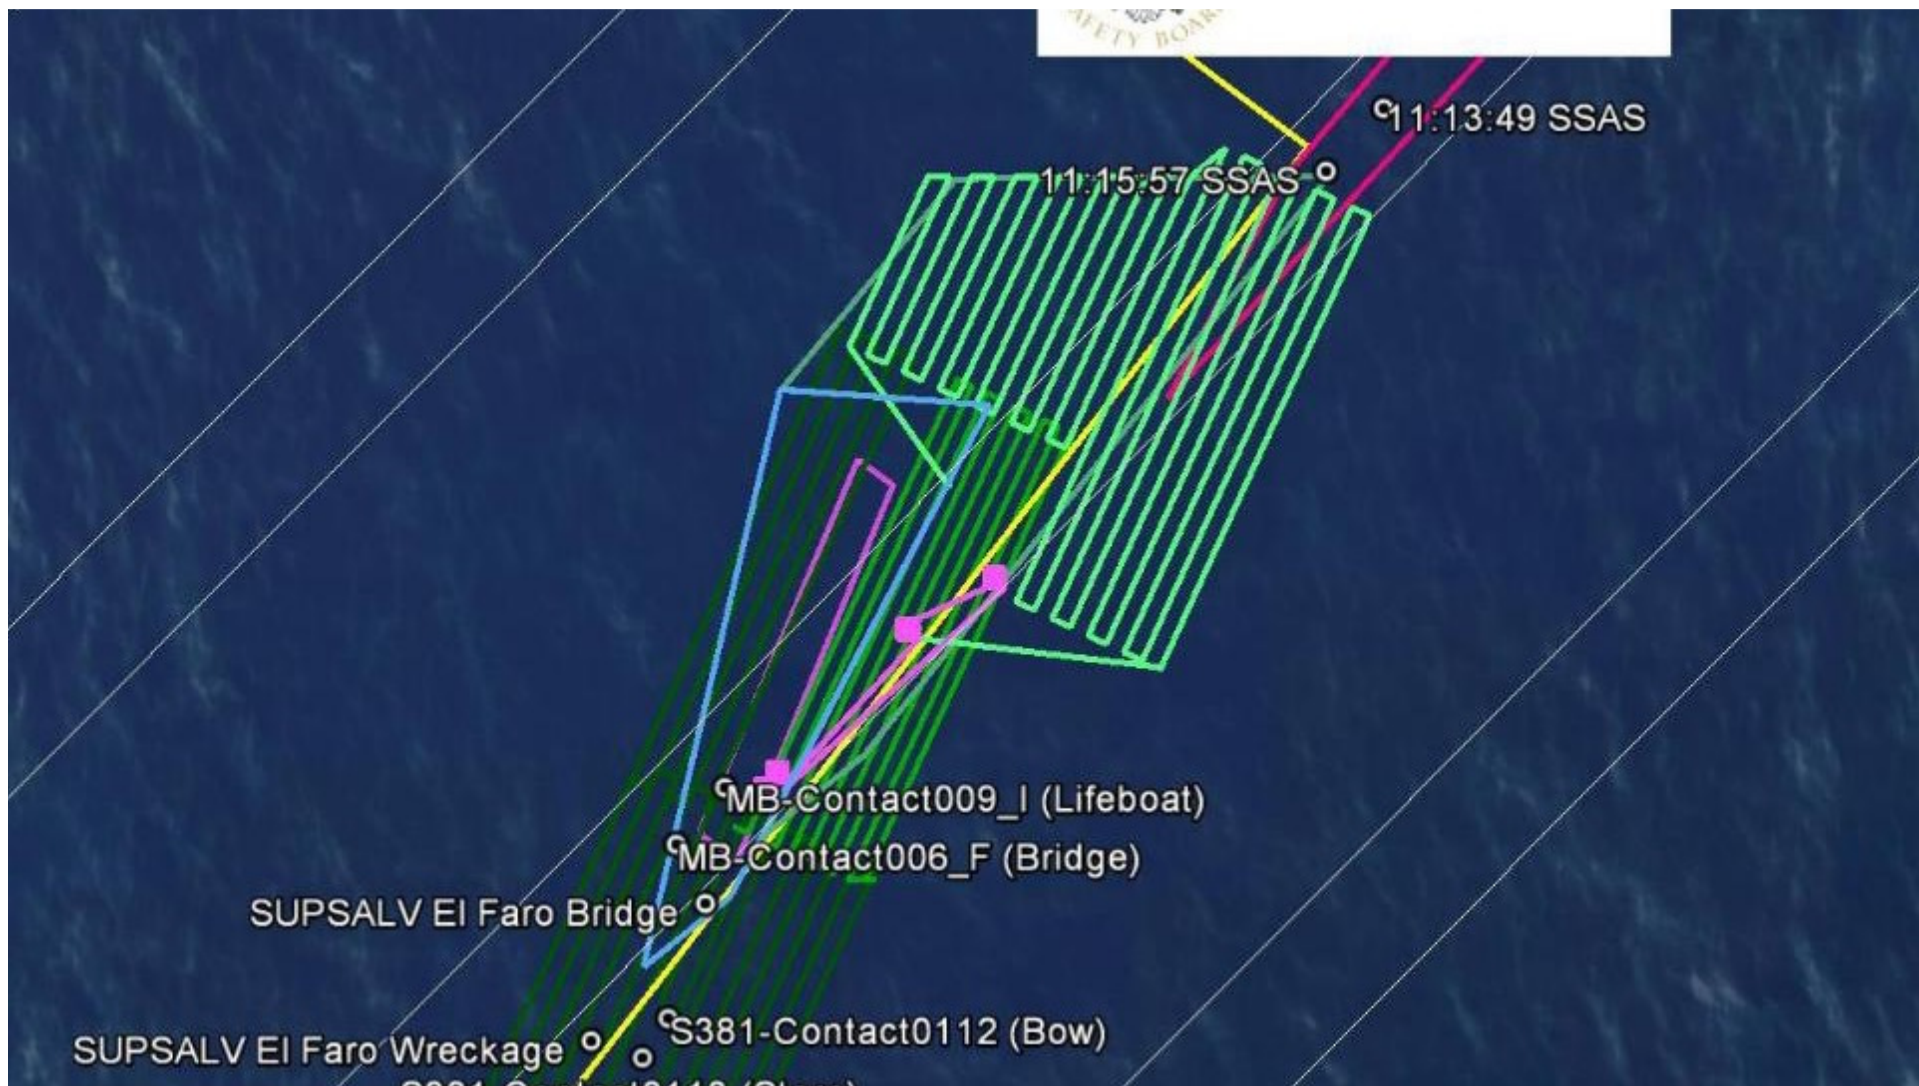 SAFETY BOARD
11:13:49 SSAS
11:15:57 SSAS
MB-Contact009_I (Lifeboat)
MB-Contact006_F (Bridge)
SUPSALV El Faro Bridge
S381-Contact0112 (Bow)
SUPSALV El Faro Wreckage